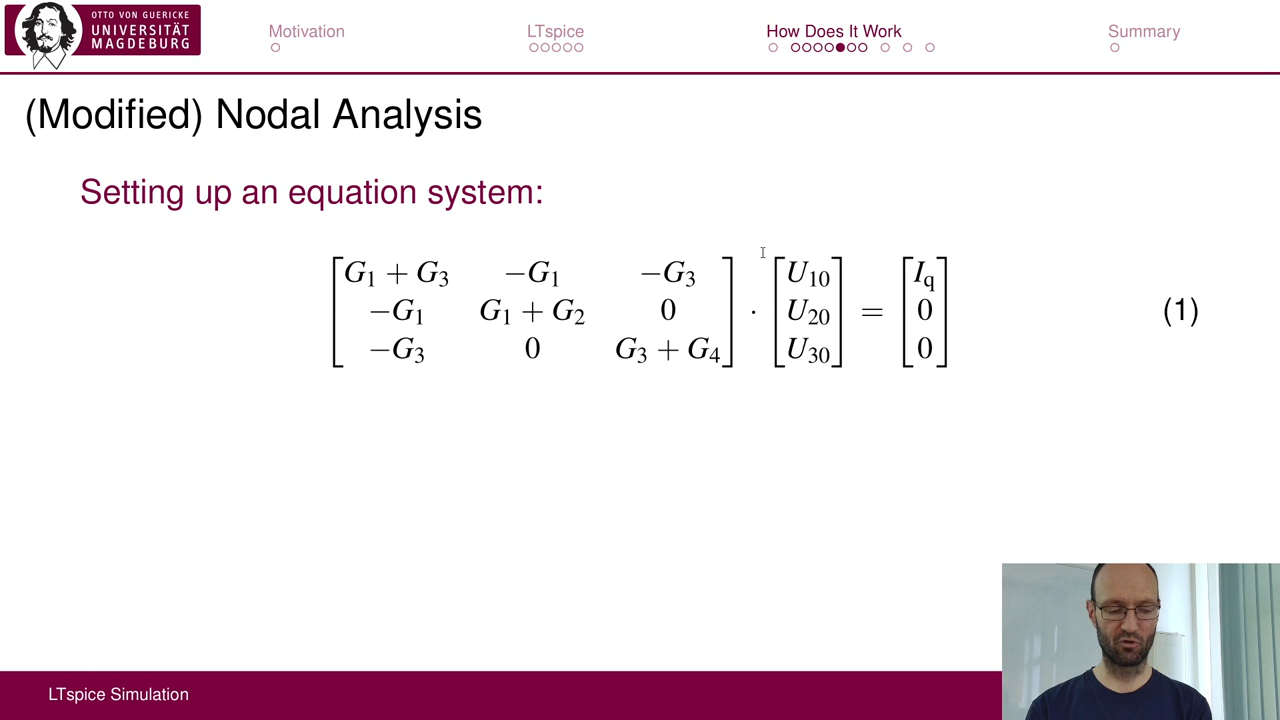 OTTO VON GUERICKE
UNIVERSITÄT
MAGDEBURG
Motivation
LTspice
How Does It Work
Summary
(Modified) Nodal Analysis
Setting up an equation system:
[G₁ + G₃ −G₁ −G₃] · [U₁₀] = [I_q]
[−G₁ G₁ + G₂ 0] [U₂₀] [0]
[−G₃ 0 G₃ + G₄] [U₃₀] [0]
(1)
LTspice Simulation